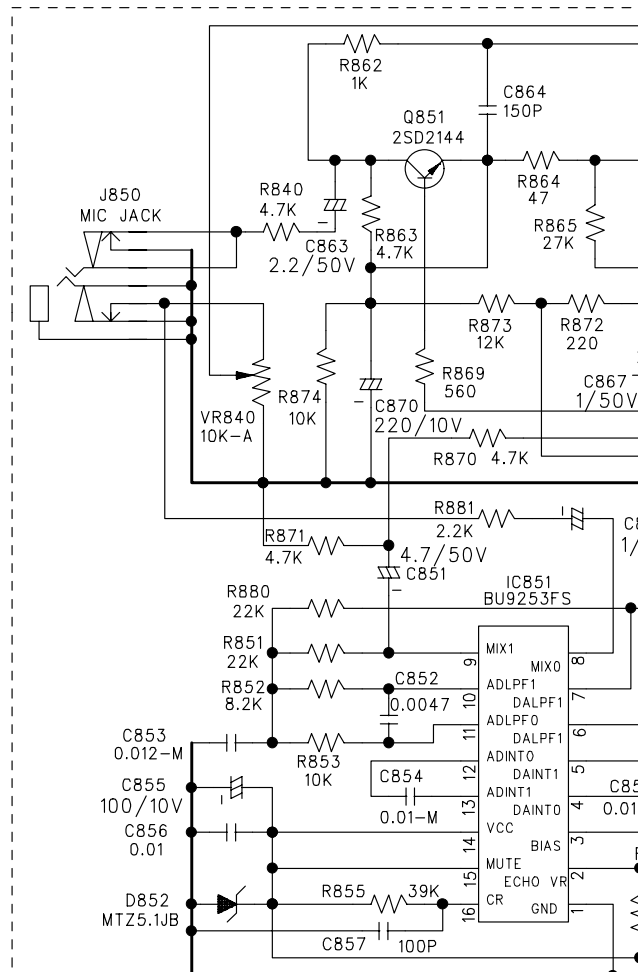 R862
1K
C864
150P
Q851
2SD2144
J850
MIC JACK
R840
4.7K
R864
47
R865
27K
C863
2.2/50V
R863
4.7K
R873
12K
R872
220
R869
560
C867
1/50V
VR840
10K-A
R874
10K
C870
220/10V
R870 4.7K
R881
2.2K
R871
4.7K
4.7/50V
C851
1/
IC851
BU9253FS
R880
22K
R851
22K
R852
8.2K
C852
0.0047
C853
0.012-M
R853
10K
C854
0.01-M
C855
100/10V
C856
0.01
D852
MTZ5.1JB
R855 39K
C857 100P
9 MIX1
MIX0 8
10 ADLPF1
DALPF1 7
11 ADLPF0
DALPF1 6
12 ADINT0
DAINT1 5
13 ADINT1
DAINT0 4
14 VCC
BIAS 3
15 MUTE
ECHO VR 2
16 CR
GND 1
0.01